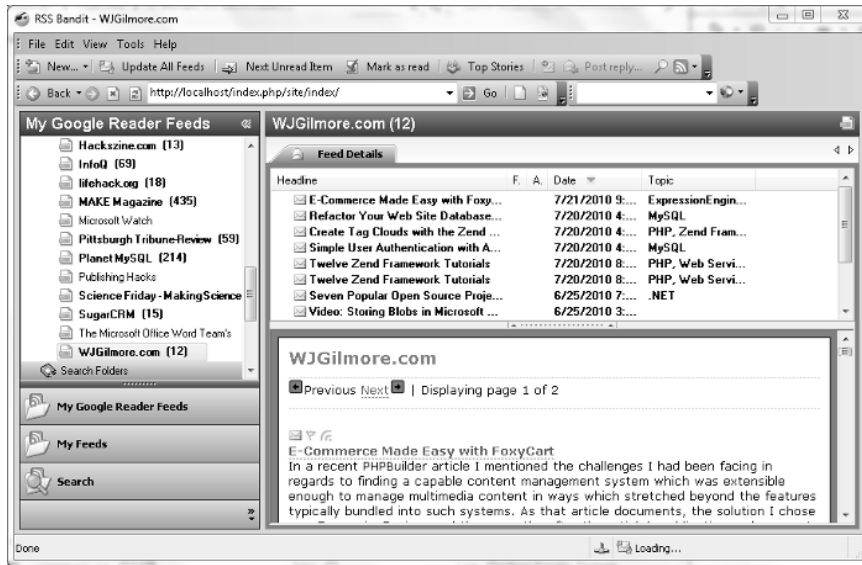 RSS Bandit - WJGilmore.com
File Edit View Tools Help
New... Update All Feeds Next Unread Item Mark as read Top Stories Post reply...
Back http://localhost/index.php/site/index/ Go
My Google Reader Feeds
Hackszine.com (13)
InfoQ (69)
lifehack.org (18)
MAKE Magazine (435)
Microsoft Watch
Pittsburgh Tribune-Review (59)
Planet MySQL (214)
Publishing Hacks
Science Friday - Making Science
SugarCRM (15)
The Microsoft Office Word Team's
WJGilmore.com (12)
Search Folders
My Google Reader Feeds
My Feeds
Search
WJGilmore.com (12)
Feed Details
Headline F. A. Date Topic
E-Commerce Made Easy with Foxy... 7/21/2010 9:... ExpressionEngin...
Refactor Your Web Site Database... 7/20/2010 4:... MySQL
Create Tag Clouds with the Zend ... 7/20/2010 4:... PHP, Zend Fram...
Simple User Authentication with A... 7/20/2010 4:... MySQL
Twelve Zend Framework Tutorials 7/20/2010 8:... PHP, Web Servi...
Twelve Zend Framework Tutorials 7/20/2010 8:... PHP, Web Servi...
Seven Popular Open Source Proje... 6/25/2010 7:... .NET
Video: Storing Blobs in Microsoft ... 6/25/2010 3:...
WJGilmore.com
Previous Next | Displaying page 1 of 2
E-Commerce Made Easy with FoxyCart
In a recent PHPBuilder article I mentioned the challenges I had been facing in
regards to finding a capable content management system which was extensible
enough to manage multimedia content in ways which stretched beyond the features
typically bundled into such systems. As that article documents, the solution I chose
Done
Loading...